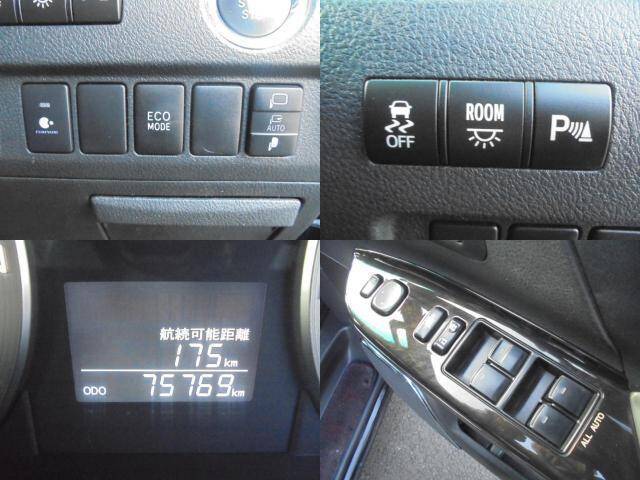 ECO
MODE
AUTO
OFF
ROOM
P
航続可能距離
175km
ODO 75769km
ALL AUTO